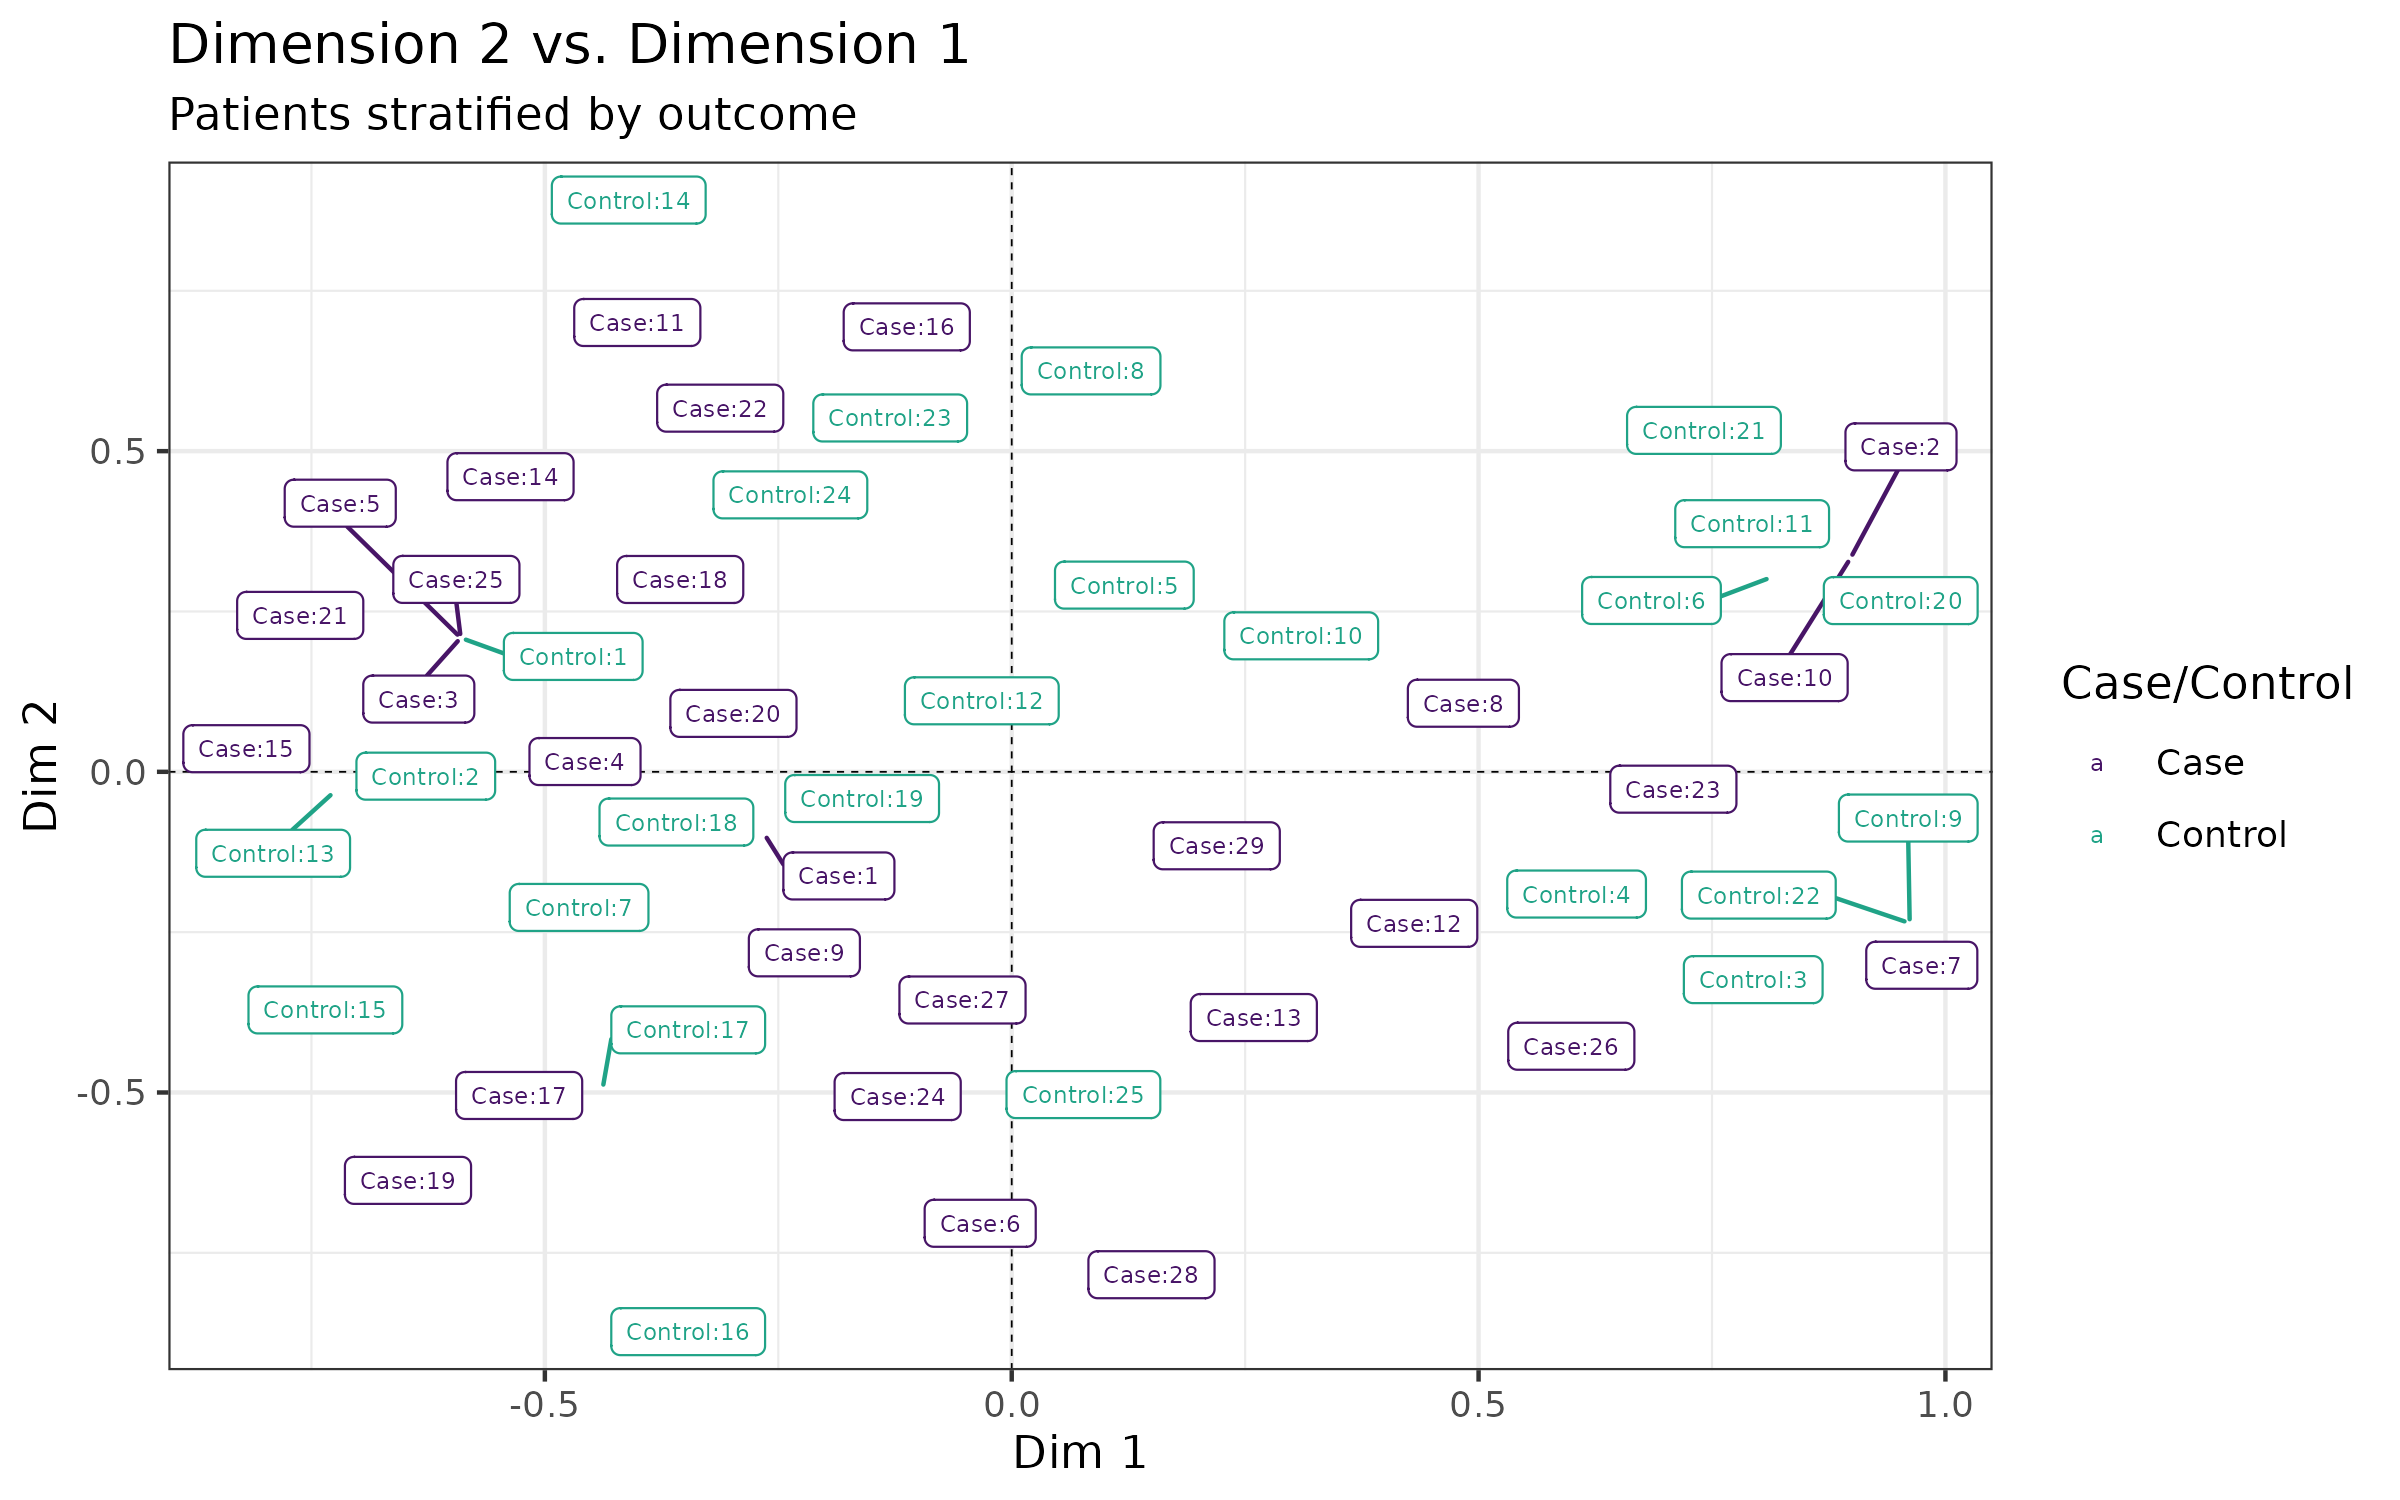 Dimension 2 vs. Dimension 1
Patients stratified by outcome
Control:14
Case:11
Case:16
Control:8
Case:22
Control:23
Control:21
Case:2
0.5
Case:14
Case:5
Control:24
Control:11
Case:25
Case:18
Control:5
Control:6
Control:20
Case:21
Control:10
Control:1
Case:10
Case/Control
Case:3
Control:12
Case:8
Case:20
Case:15
Case:4
a Case
Dim 2
0.0
Control:2
Case:23
Control:19
Control:18
Control:9
a Control
Case:29
Control:13
Case:1
Control:4
Control:22
Control:7
Case:12
Case:9
Case:7
Control:3
Case:27
Control:15
Case:13
Control:17
Case:26
-0.5
Case:17
Case:24
Control:25
Case:19
Case:6
Case:28
Control:16
-0.5
0.0
0.5
1.0
Dim 1